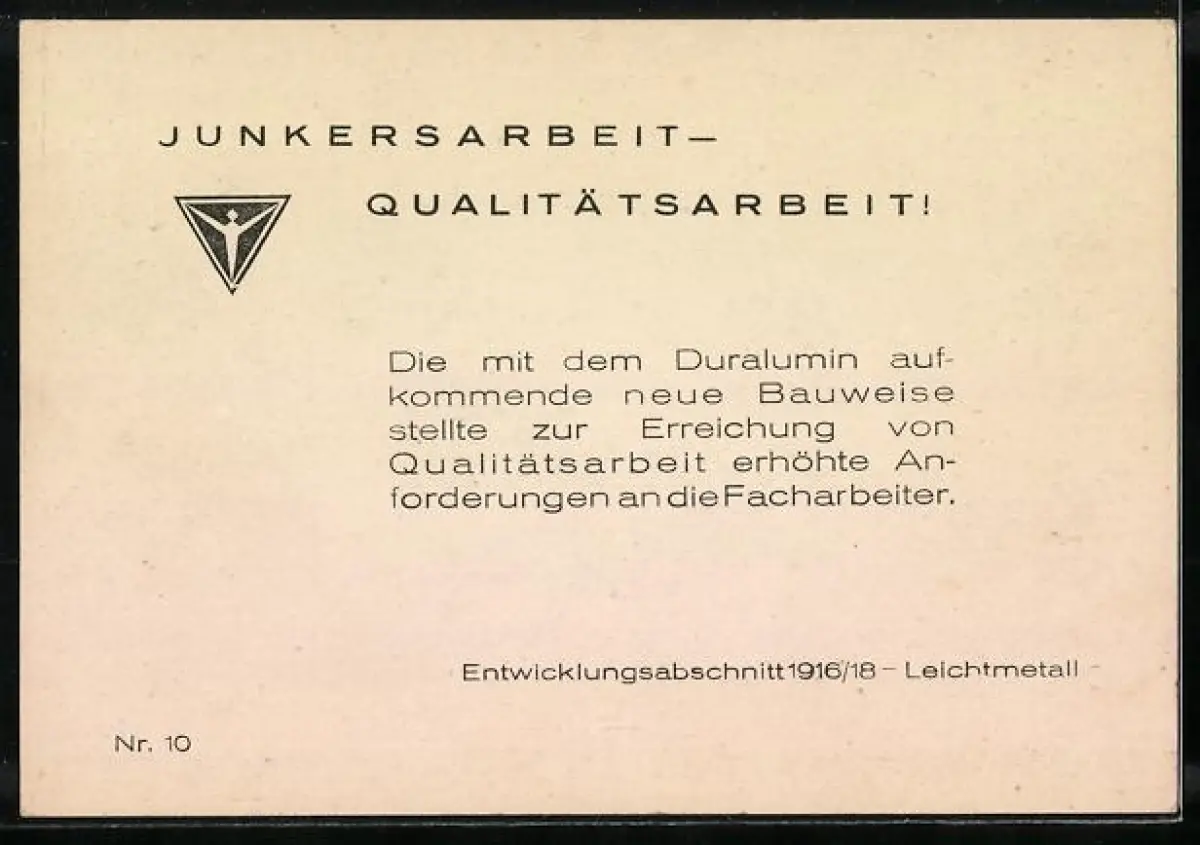 JUNKERSARBEIT–
QUALITÄTSARBEIT!
Die mit dem Duralumin auf-
kommende neue Bauweise
stellte zur Erreichung von
Qualitätsarbeit erhöhte An-
forderungen an die Facharbeiter.
Entwicklungsabschnitt 1916/18 – Leichtmetall –
Nr. 10